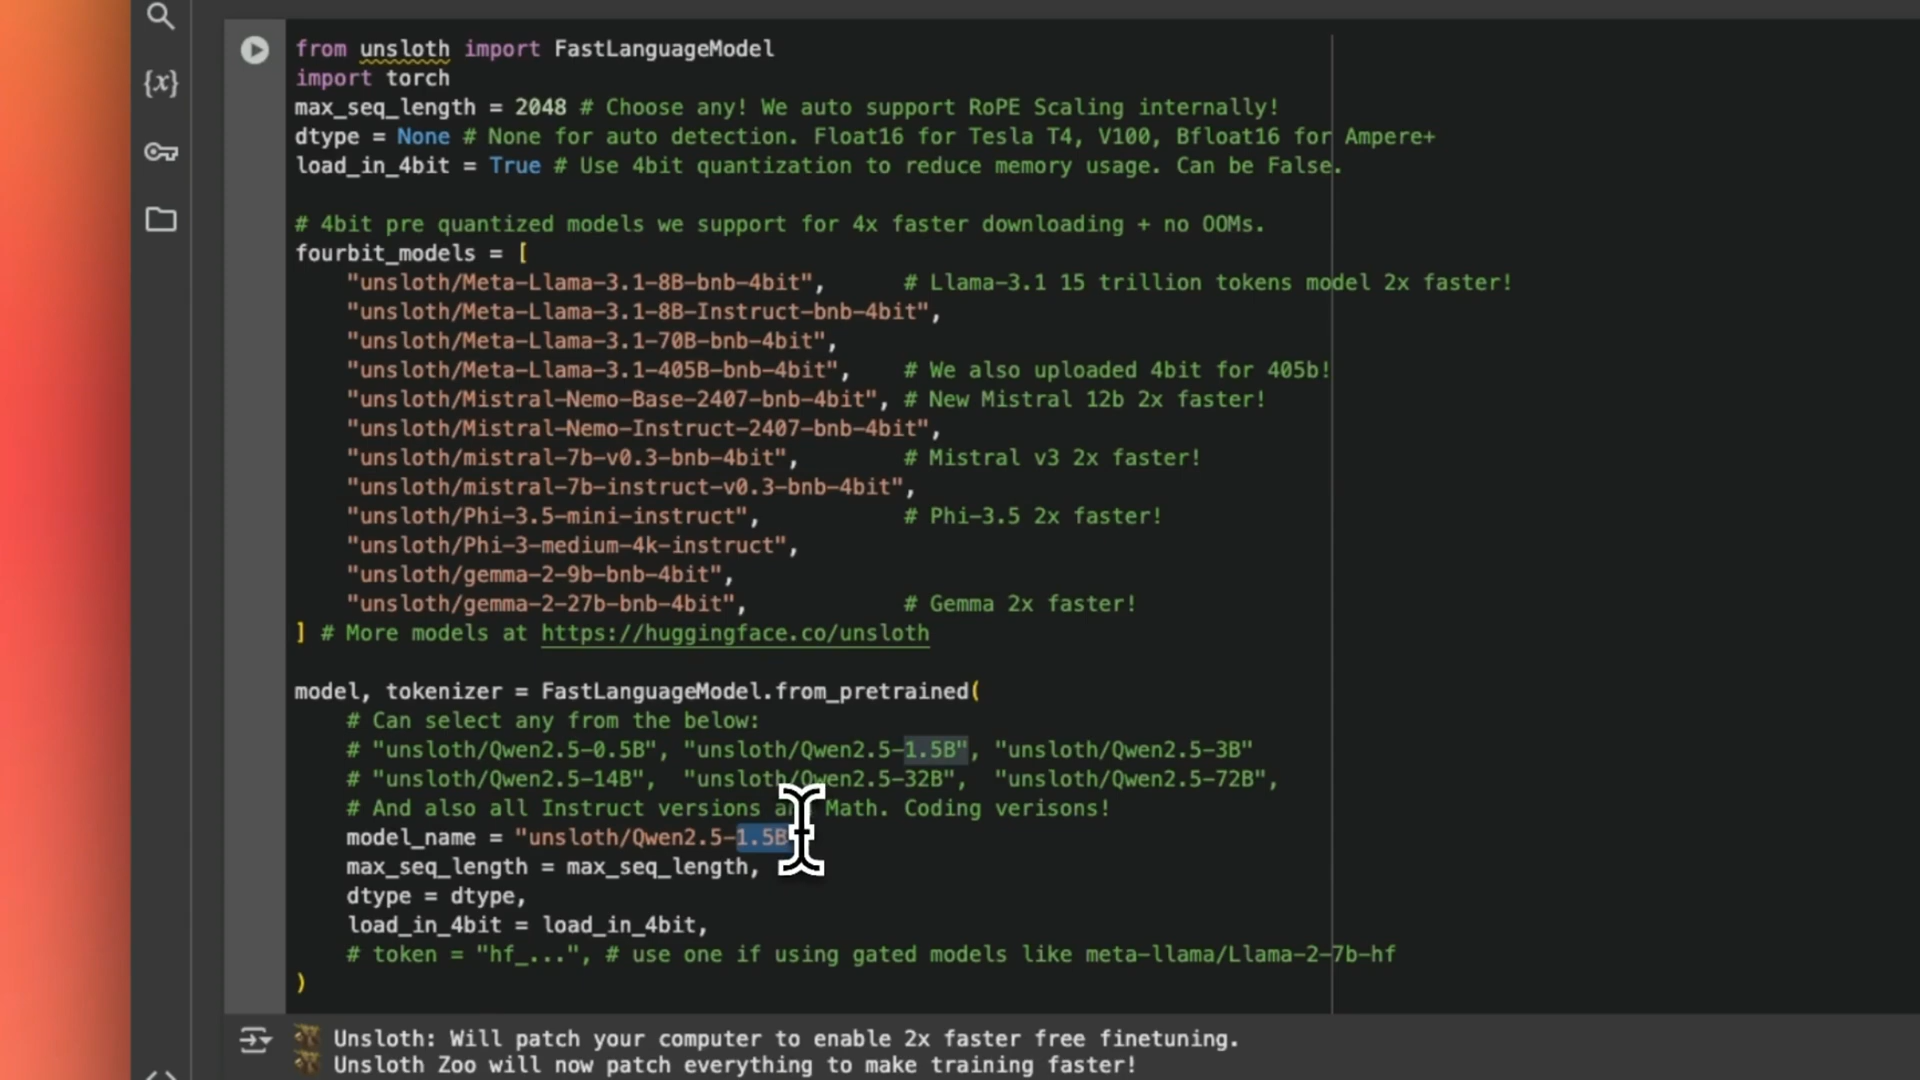 from unsloth import FastLanguageModel
import torch
max_seq_length = 2048 # Choose any! We auto support RoPE Scaling internally!
dtype = None # None for auto detection. Float16 for Tesla T4, V100, Bfloat16 for Ampere+
load_in_4bit = True # Use 4bit quantization to reduce memory usage. Can be False.
# 4bit pre quantized models we support for 4x faster downloading + no OOMs.
fourbit_models = [
"unsloth/Meta-Llama-3.1-8B-bnb-4bit", # Llama-3.1 15 trillion tokens model 2x faster!
"unsloth/Meta-Llama-3.1-8B-Instruct-bnb-4bit",
"unsloth/Meta-Llama-3.1-70B-bnb-4bit",
"unsloth/Meta-Llama-3.1-405B-bnb-4bit", # We also uploaded 4bit for 405b!
"unsloth/Mistral-Nemo-Base-2407-bnb-4bit", # New Mistral 12b 2x faster!
"unsloth/Mistral-Nemo-Instruct-2407-bnb-4bit",
"unsloth/mistral-7b-v0.3-bnb-4bit", # Mistral v3 2x faster!
"unsloth/mistral-7b-instruct-v0.3-bnb-4bit",
"unsloth/Phi-3.5-mini-instruct", # Phi-3.5 2x faster!
"unsloth/Phi-3-medium-4k-instruct",
"unsloth/gemma-2-9b-bnb-4bit",
"unsloth/gemma-2-27b-bnb-4bit", # Gemma 2x faster!
] # More models at https://huggingface.co/unsloth
model, tokenizer = FastLanguageModel.from_pretrained(
# Can select any from the below:
# "unsloth/Qwen2.5-0.5B", "unsloth/Qwen2.5-1.5B", "unsloth/Qwen2.5-3B"
# "unsloth/Qwen2.5-14B", "unsloth/Qwen2.5-32B", "unsloth/Qwen2.5-72B",
# And also all Instruct versions Math. Coding verisons!
model_name = "unsloth/Qwen2.5-1.5B
max_seq_length = max_seq_length,
dtype = dtype,
load_in_4bit = load_in_4bit,
# token = "hf_...", # use one if using gated models like meta-llama/Llama-2-7b-hf
)
Unsloth: Will patch your computer to enable 2x faster free finetuning.
Unsloth Zoo will now patch everything to make training faster!